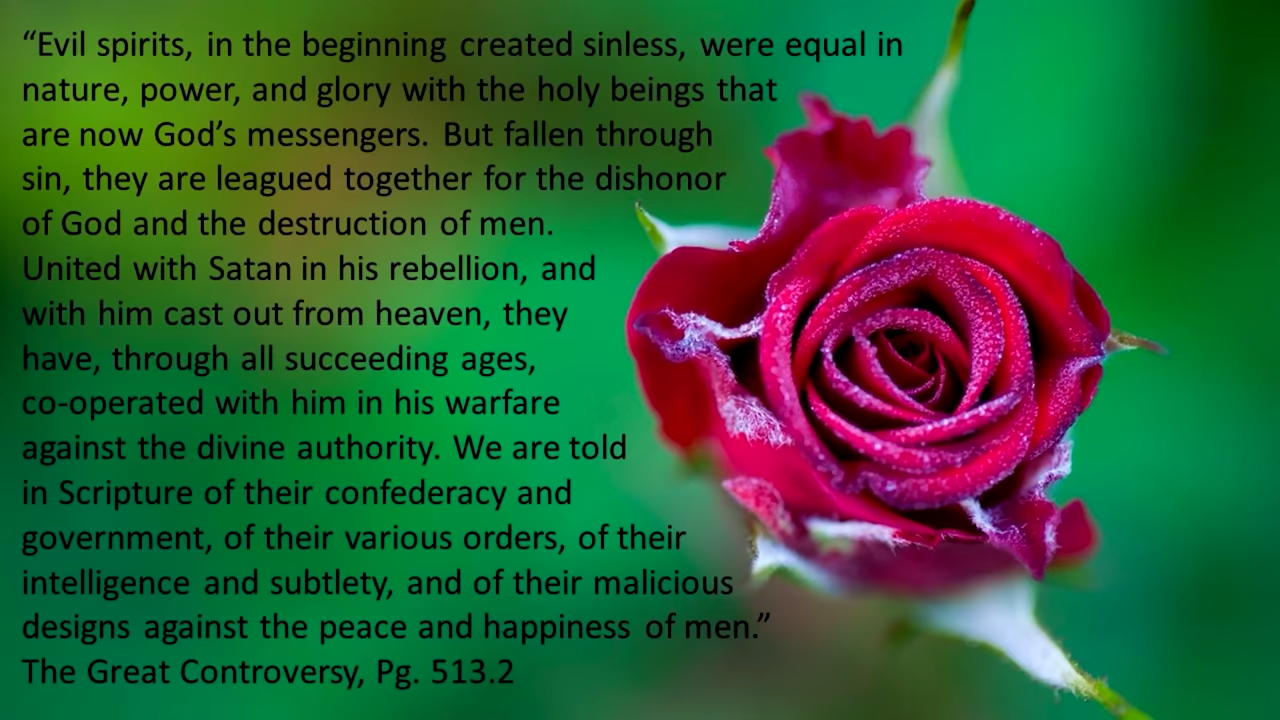 “Evil spirits, in the beginning created sinless, were equal in
nature, power, and glory with the holy beings that
are now God’s messengers. But fallen through
sin, they are leagued together for the dishonor
of God and the destruction of men.
United with Satan in his rebellion, and
with him cast out from heaven, they
have, through all succeeding ages,
co-operated with him in his warfare
against the divine authority. We are told
in Scripture of their confederacy and
government, of their various orders, of their
intelligence and subtlety, and of their malicious
designs against the peace and happiness of men.”
The Great Controversy, Pg. 513.2